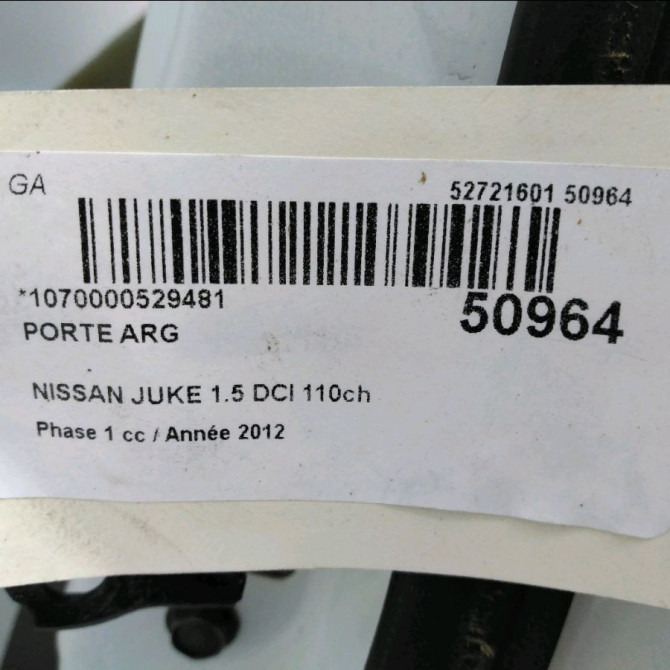 GA
52721601 50964
*1070000529481
50964
PORTE ARG
NISSAN JUKE 1.5 DCI 110ch
Phase 1 cc / Année 2012